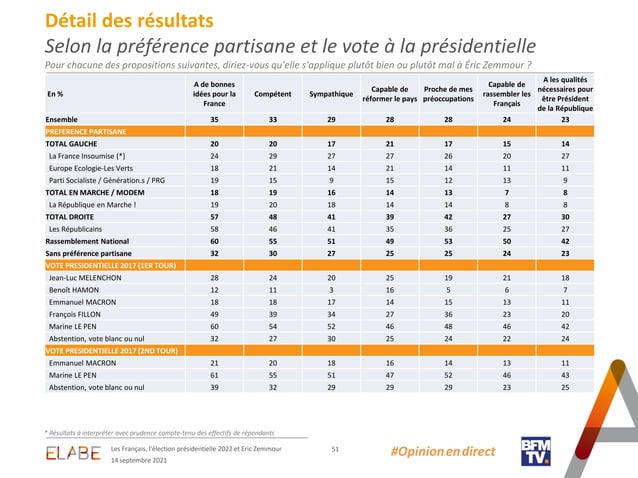 Détail des résultats
Selon la préférence partisane et le vote à la présidentielle
Pour chacune des propositions suivantes, diriez-vous qu'elle s'applique plutôt bien ou plutôt mal à Éric Zemmour ?
En % A de bonnes idées pour la France Compétent Sympathique Capable de réformer le pays Proche de mes préoccupations Capable de rassembler les Français A les qualités nécessaires pour être Président de la République
Ensemble 35 33 29 28 28 24 23
PREFERENCE PARTISANE
TOTAL GAUCHE 20 20 17 21 17 15 14
La France Insoumise (*) 24 29 27 27 26 20 27
Europe Ecologie-Les Verts 18 21 14 21 14 11 11
Parti Socialiste / Génération.s / PRG 19 15 9 15 12 13 9
TOTAL EN MARCHE / MODEM 18 19 16 14 13 7 8
La République en Marche ! 19 20 18 14 14 8 8
TOTAL DROITE 57 48 41 39 42 27 30
Les Républicains 58 46 41 35 36 25 27
Rassemblement National 60 55 51 49 53 50 42
Sans préférence partisane 32 30 27 25 25 24 23
VOTE PRESIDENTIELLE 2017 (1ER TOUR)
Jean-Luc MELENCHON 28 24 20 25 19 21 18
Benoît HAMON 12 11 3 16 5 6 7
Emmanuel MACRON 18 18 17 14 15 13 11
François FILLON 49 39 34 27 36 23 20
Marine LE PEN 60 54 52 46 48 46 42
Abstention, vote blanc ou nul 32 27 30 25 24 22 24
VOTE PRESIDENTIELLE 2017 (2ND TOUR)
Emmanuel MACRON 21 20 18 16 14 13 11
Marine LE PEN 61 55 51 47 52 46 43
Abstention, vote blanc ou nul 39 32 29 29 29 23 25
* Résultats à interpréter avec prudence compte-tenu des effectifs de répondants
ELABE
Les Français, l'élection présidentielle 2022 et Eric Zemmour
14 septembre 2021
51
#Opinionendirect
BFM
TV.